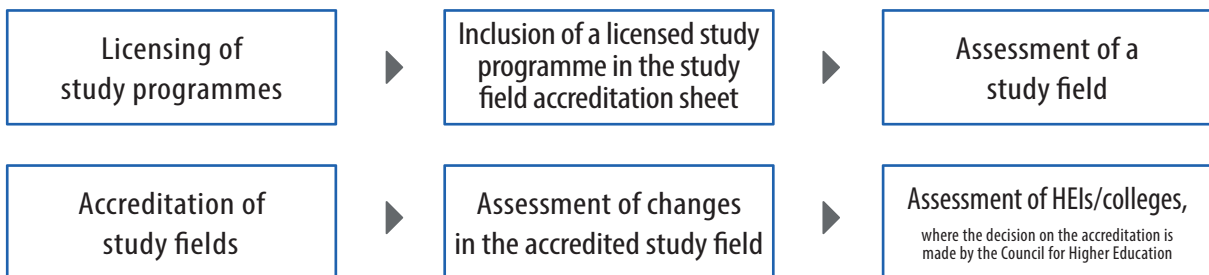 Licensing of
study programmes
Inclusion of a licensed study
programme in the study
field accreditation sheet
Assessment of a
study field
Accreditation of
study fields
Assessment of changes
in the accredited study field
Assessment of HEIs/colleges,
where the decision on the accreditation is
made by the Council for Higher Education